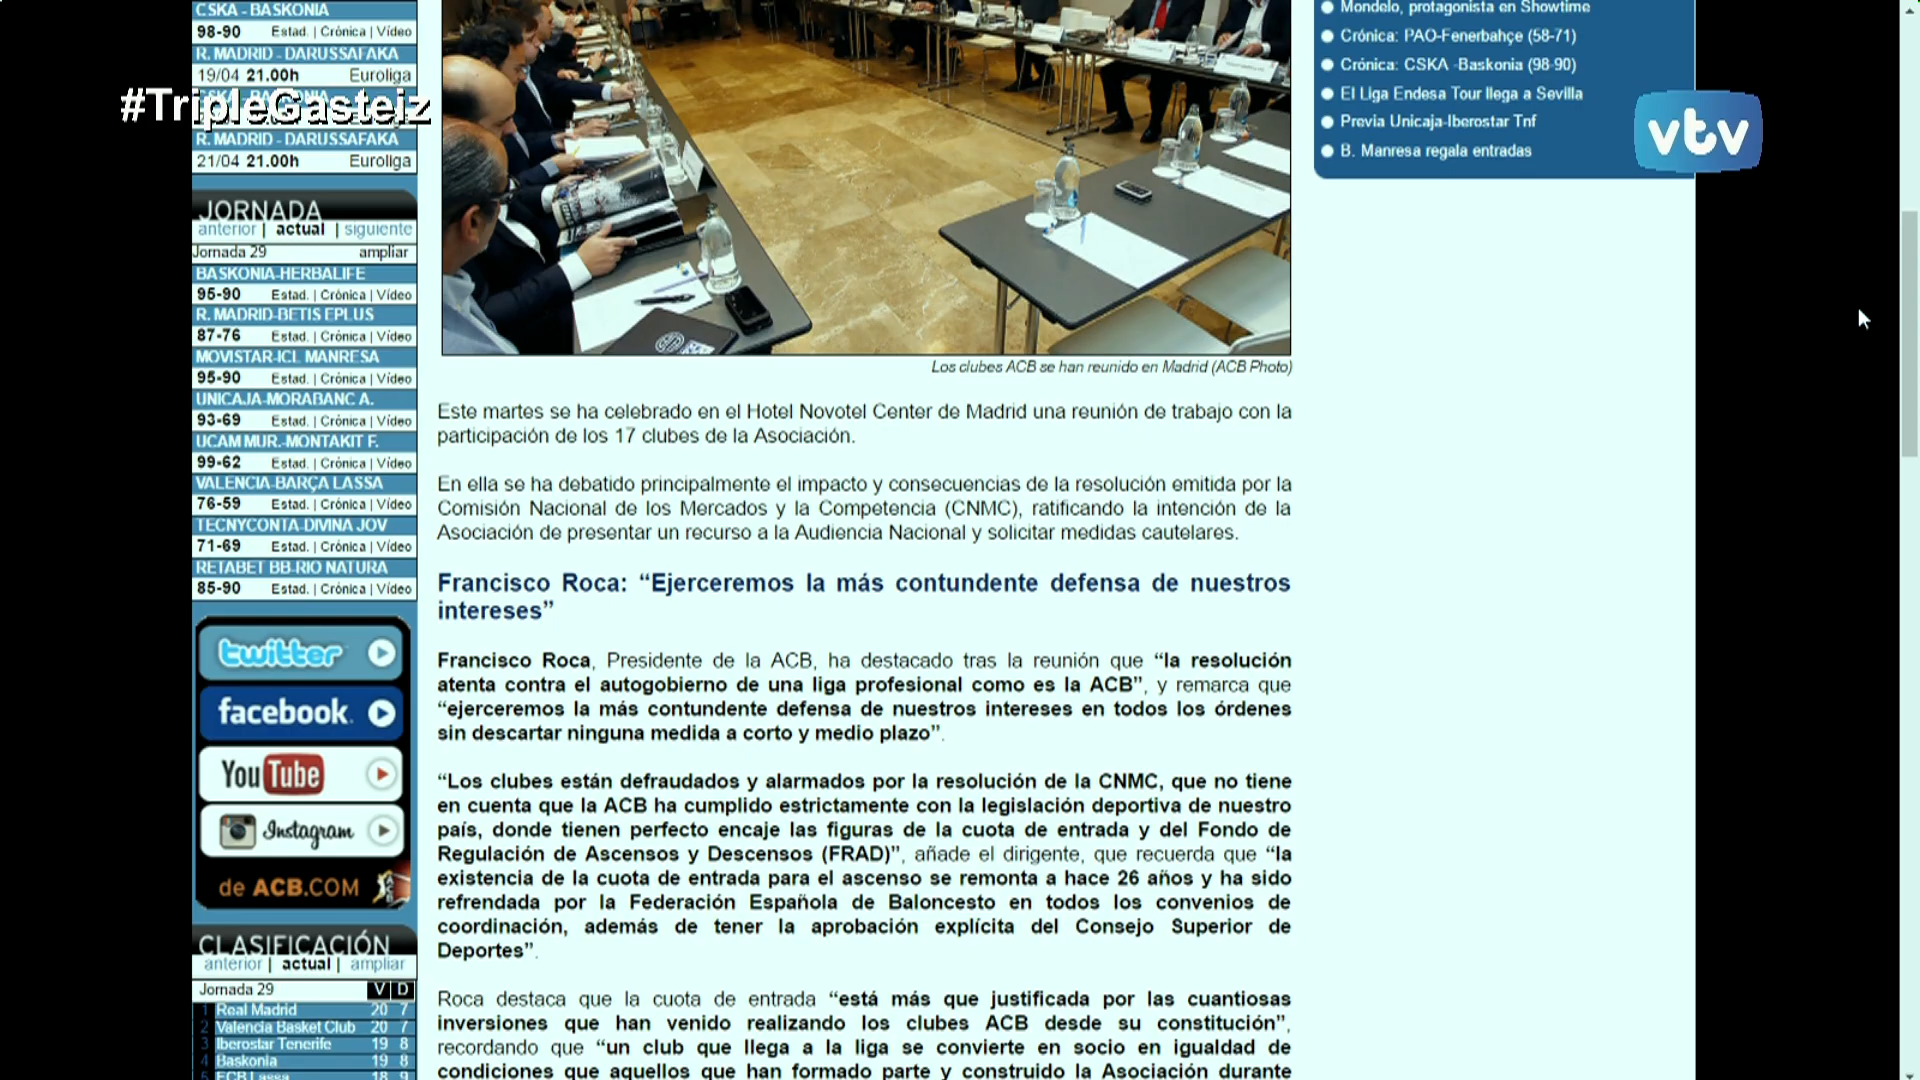 CSKA - BASKONIA
98-90 Estad. | Crónica | Vídeo
R. MADRID - DARUSSAFAKA
19/04 21.00h Euroliga
CSKA - BASKONIA
#TripleGasteiz
R. MADRID - DARUSSAFAKA
21/04 21.00h Euroliga
JORNADA
anterior | actual | siguiente
Jornada 29 ampliar
BASKONIA-HERBALIFE
95-90 Estad. | Crónica | Vídeo
R. MADRID-BETIS EPLUS
87-76 Estad. | Crónica | Vídeo
MOVISTAR-ICL MANRESA
95-90 Estad. | Crónica | Vídeo
UNICAJA-MORABANC A.
93-69 Estad. | Crónica | Vídeo
UCAM MUR.-MONTAKIT F.
99-62 Estad. | Crónica | Vídeo
VALENCIA-BARÇA LASSA
76-59 Estad. | Crónica | Vídeo
TECNYCONTA-DIVINA JOV
71-69 Estad. | Crónica | Vídeo
RETABET BB-RIO NATURA
85-90 Estad. | Crónica | Vídeo
twitter
facebook.
YouTube
Instagram
de ACB.COM
CLASIFICACIÓN
anterior | actual | ampliar
Jornada 29 V D
1 Real Madrid 20 7
2 Valencia Basket Club 20 7
3 Iberostar Tenerife 19 8
4 Baskonia 19 8
5 FCB Lassa 18 9
Los clubes ACB se han reunido en Madrid (ACB Photo)
Este martes se ha celebrado en el Hotel Novotel Center de Madrid una reunión de trabajo con la
participación de los 17 clubes de la Asociación.
En ella se ha debatido principalmente el impacto y consecuencias de la resolución emitida por la
Comisión Nacional de los Mercados y la Competencia (CNMC), ratificando la intención de la
Asociación de presentar un recurso a la Audiencia Nacional y solicitar medidas cautelares.
Francisco Roca: “Ejerceremos la más contundente defensa de nuestros
intereses”
Francisco Roca, Presidente de la ACB, ha destacado tras la reunión que “la resolución
atenta contra el autogobierno de una liga profesional como es la ACB”, y remarca que
“ejerceremos la más contundente defensa de nuestros intereses en todos los órdenes
sin descartar ninguna medida a corto y medio plazo”.
“Los clubes están defraudados y alarmados por la resolución de la CNMC, que no tiene
en cuenta que la ACB ha cumplido estrictamente con la legislación deportiva de nuestro
país, donde tienen perfecto encaje las figuras de la cuota de entrada y del Fondo de
Regulación de Ascensos y Descensos (FRAD)”, añade el dirigente, que recuerda que “la
existencia de la cuota de entrada para el ascenso se remonta a hace 26 años y ha sido
refrendada por la Federación Española de Baloncesto en todos los convenios de
coordinación, además de tener la aprobación explícita del Consejo Superior de
Deportes”.
Roca destaca que la cuota de entrada “está más que justificada por las cuantiosas
inversiones que han venido realizando los clubes ACB desde su constitución”,
recordando que “un club que llega a la liga se convierte en socio en igualdad de
condiciones que aquellos que han formado parte y construido la Asociación durante
Mondelo, protagonista en Showtime
Crónica: PAO-Fenerbahçe (58-71)
Crónica: CSKA -Baskonia (98-90)
El Liga Endesa Tour llega a Sevilla
Previa Unicaja-Iberostar Tnf
B. Manresa regala entradas
vtv